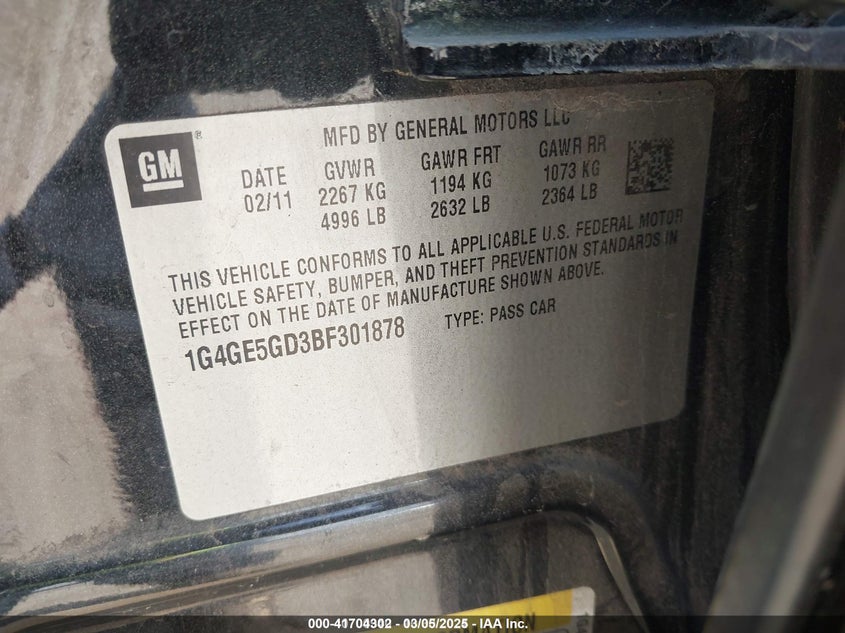 GM
MFD BY GENERAL MOTORS LLC
DATE GVWR GAWR FRT GAWR RR
02/11 2267 KG 1194 KG 1073 KG
4996 LB 2632 LB 2364 LB
THIS VEHICLE CONFORMS TO ALL APPLICABLE U.S. FEDERAL MOTOR
VEHICLE SAFETY, BUMPER, AND THEFT PREVENTION STANDARDS IN
EFFECT ON THE DATE OF MANUFACTURE SHOWN ABOVE.
1G4GE5GD3BF301878 TYPE: PASS CAR
000-41704302 - 03/05/2025 - © IAA Inc.